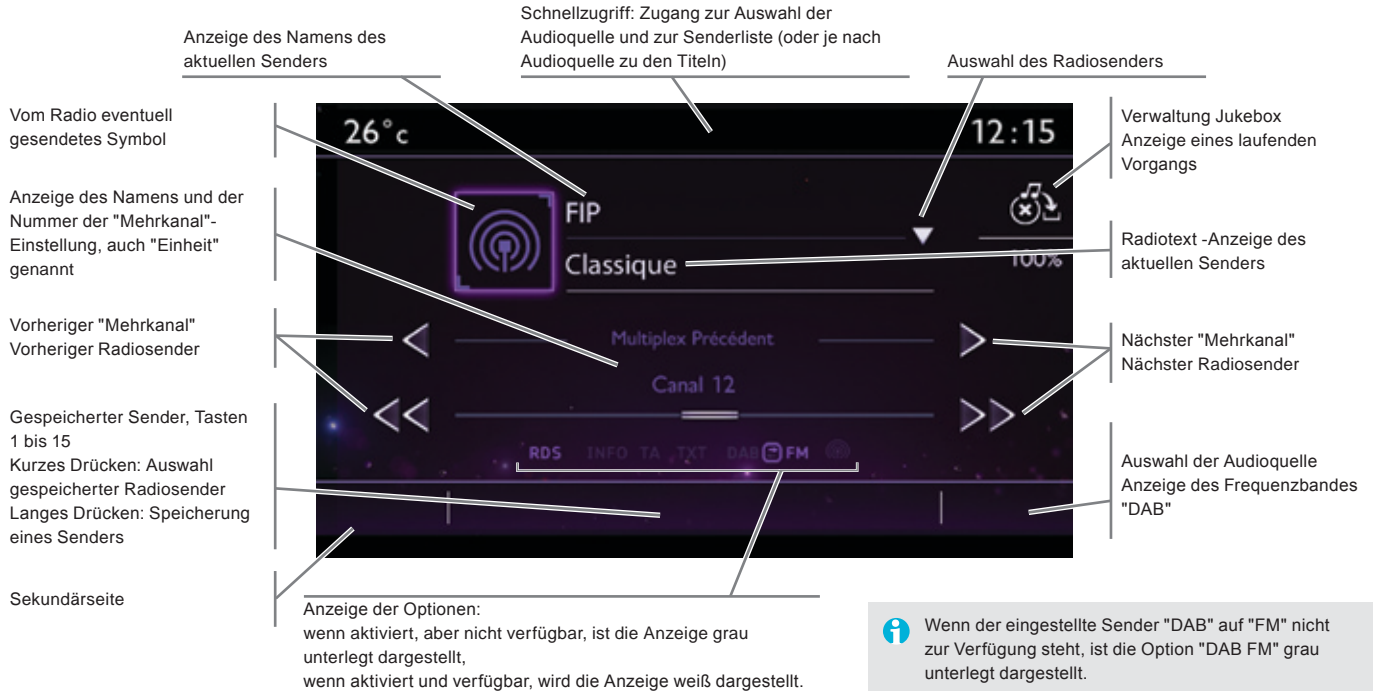 Schnellzugriff: Zugang zur Auswahl der
Audioquelle und zur Senderliste (oder je nach
Audioquelle zu den Titeln)
Anzeige des Namens des
aktuellen Senders
Auswahl des Radiosenders
Vom Radio eventuell
gesendetes Symbol
Anzeige des Namens und der
Nummer der "Mehrkanal"-
Einstellung, auch "Einheit"
genannt
Vorheriger "Mehrkanal"
Vorheriger Radiosender
Gespeicherter Sender, Tasten
1 bis 15
Kurzes Drücken: Auswahl
gespeicherter Radiosender
Langes Drücken: Speicherung
eines Senders
Sekundärseite
26°c
12:15
FIP
Classique
100%
Multiplex Précédent
Canal 12
RDS INFO TA TXT DAB FM
Verwaltung Jukebox
Anzeige eines laufenden
Vorgangs
Radiotext -Anzeige des
aktuellen Senders
Nächster "Mehrkanal"
Nächster Radiosender
Auswahl der Audioquelle
Anzeige des Frequenzbandes
"DAB"
Anzeige der Optionen:
wenn aktiviert, aber nicht verfügbar, ist die Anzeige grau
unterlegt dargestellt,
wenn aktiviert und verfügbar, wird die Anzeige weiß dargestellt.
Wenn der eingestellte Sender "DAB" auf "FM" nicht
zur Verfügung steht, ist die Option "DAB FM" grau
unterlegt dargestellt.